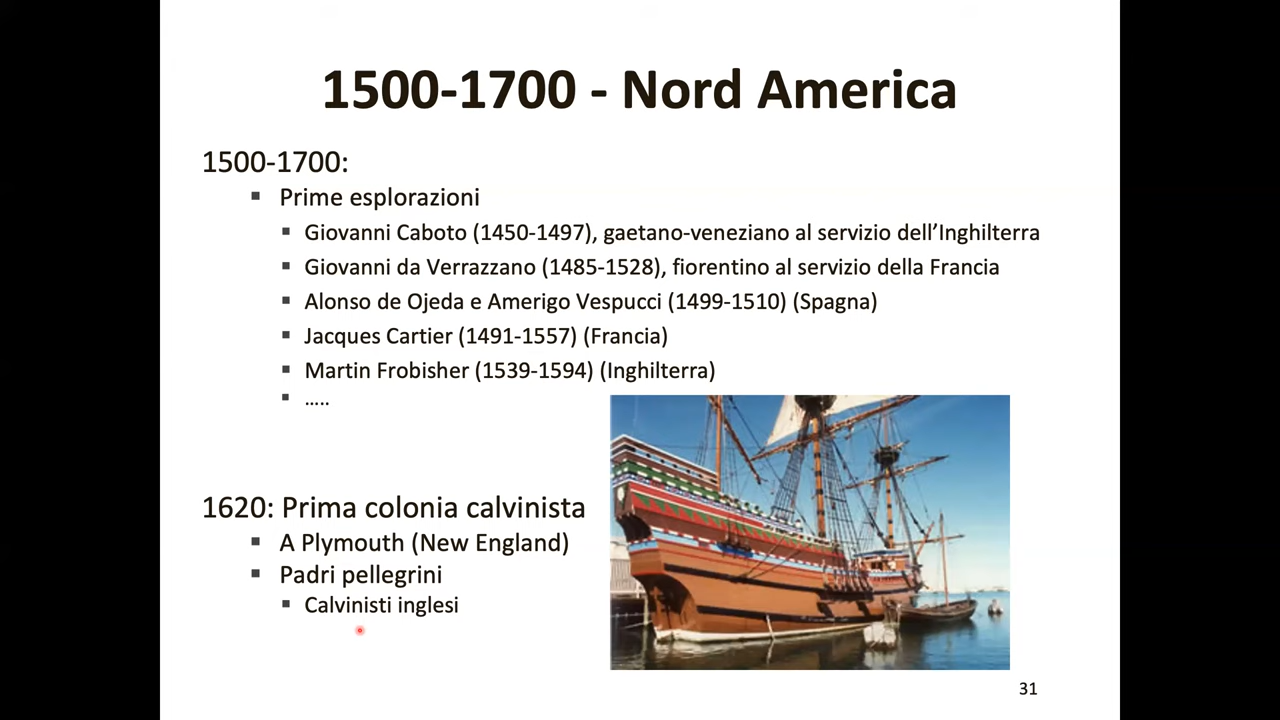 1500-1700 - Nord America
1500-1700:
Prime esplorazioni
Giovanni Caboto (1450-1497), gaetano-veneziano al servizio dell’Inghilterra
Giovanni da Verrazzano (1485-1528), fiorentino al servizio della Francia
Alonso de Ojeda e Amerigo Vespucci (1499-1510) (Spagna)
Jacques Cartier (1491-1557) (Francia)
Martin Frobisher (1539-1594) (Inghilterra)
…..
1620: Prima colonia calvinista
A Plymouth (New England)
Padri pellegrini
Calvinisti inglesi
31